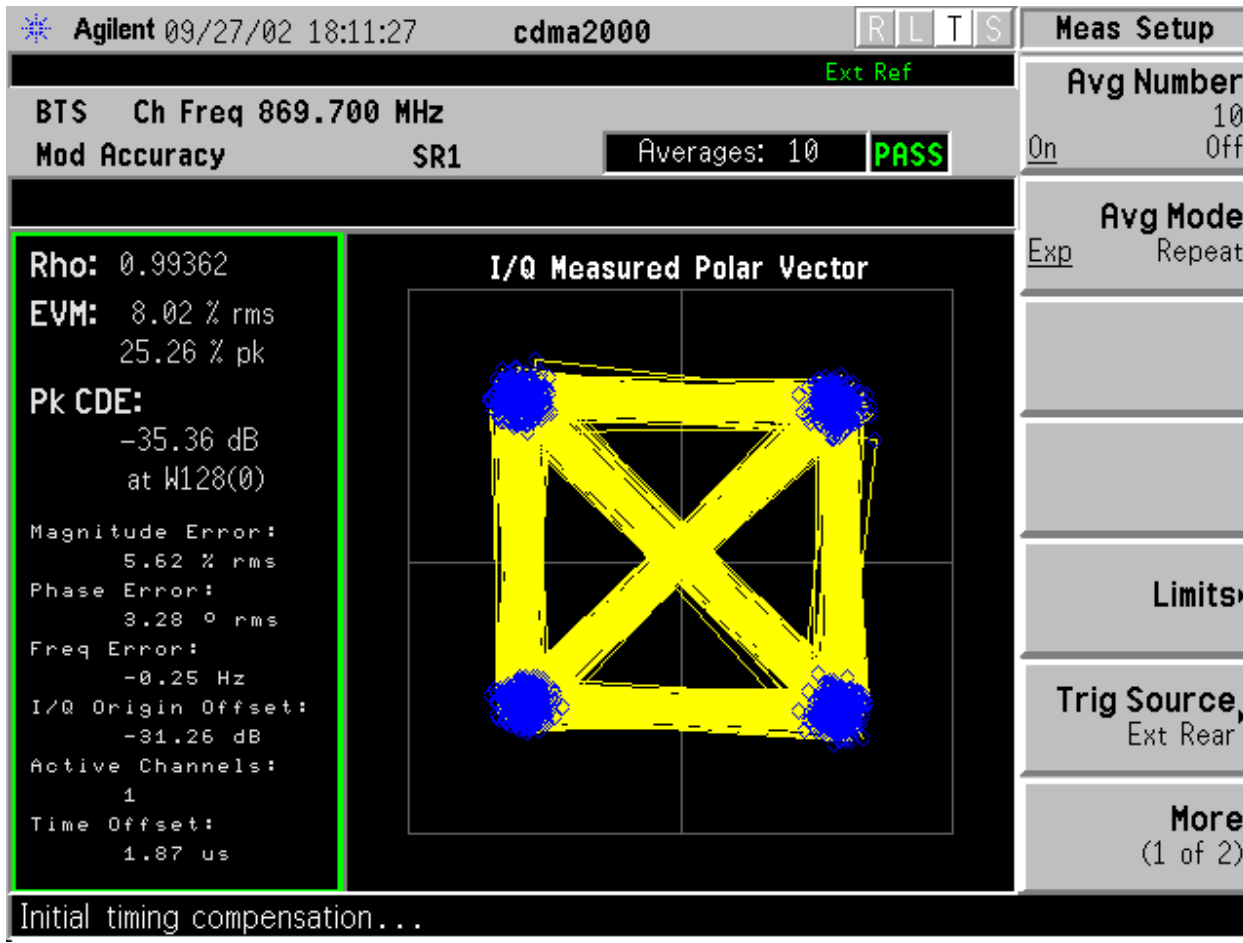 Agilent 09/27/02 18:11:27 cdma2000 R L T S
Ext Ref
BTS Ch Freq 869.700 MHz
Mod Accuracy SR1 Averages: 10 PASS
Rho: 0.99362
EVM: 8.02 % rms
25.26 % pk
Pk CDE:
-35.36 dB
at W128(0)
Magnitude Error:
5.62 % rms
Phase Error:
3.28 º rms
Freq Error:
-0.25 Hz
I/Q Origin Offset:
-31.26 dB
Active Channels:
1
Time Offset:
1.87 us
I/Q Measured Polar Vector
Meas Setup
Avg Number
10
On Off
Avg Mode
Exp Repeat
Limits
Trig Source
Ext Rear
More
(1 of 2)
Initial timing compensation...